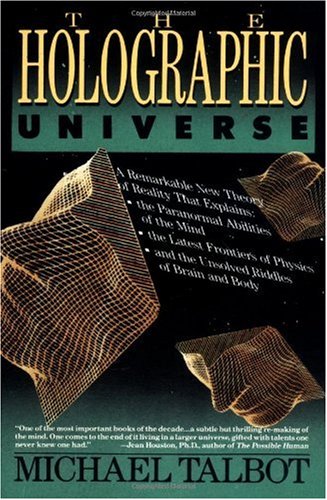 THE
HOLOGRAPHIC
UNIVERSE
A Remarkable New Theory
of Reality That Explains:
• the Paranormal Abilities
of the Mind
• the Latest Frontiers of Physics
• and the Unsolved Riddles
of Brain and Body
"One of the most important books of the decade...a subtle but thrilling re-making of
the mind. One comes to the end of it living in a larger universe, gifted with talents one
never knew one had."—Jean Houston, Ph.D., author of The Possible Human
MICHAEL TALBOT